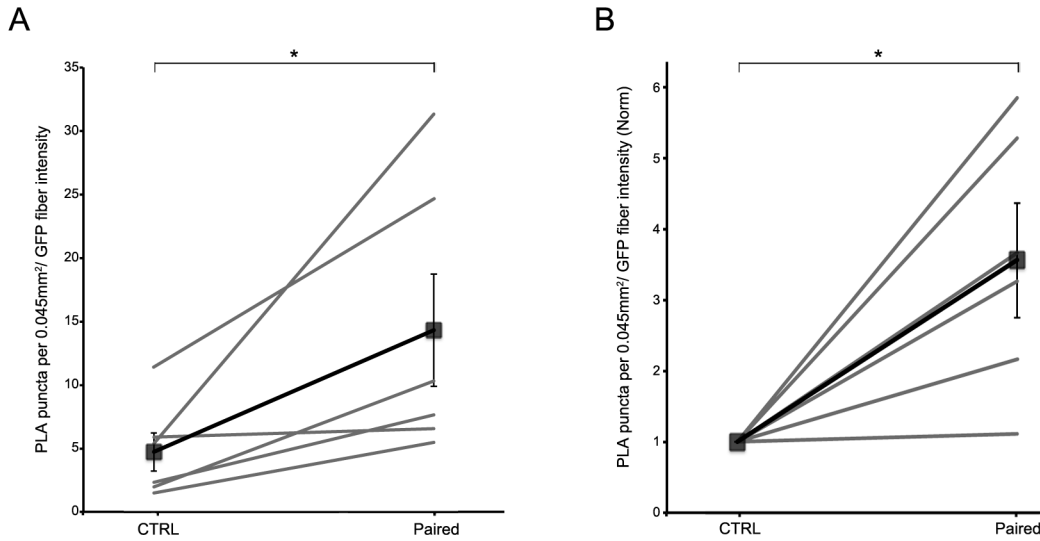 A
*
PLA puncta per 0.045mm²/ GFP fiber intensity
35
30
25
20
15
10
5
0
CTRL
Paired
B
*
PLA puncta per 0.045mm²/ GFP fiber intensity (Norm)
6
5
4
3
2
1
0
CTRL
Paired